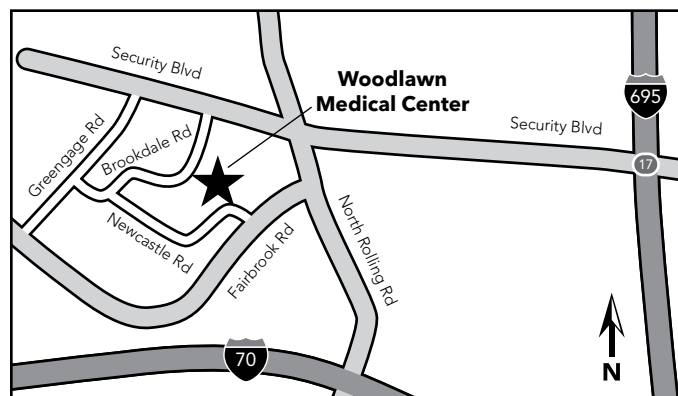 Security Blvd
Woodlawn
Medical Center
695
Greengage Rd
Brookdale Rd
Security Blvd
17
Newcastle Rd
Fairbrook Rd
North Rolling Rd
70
N